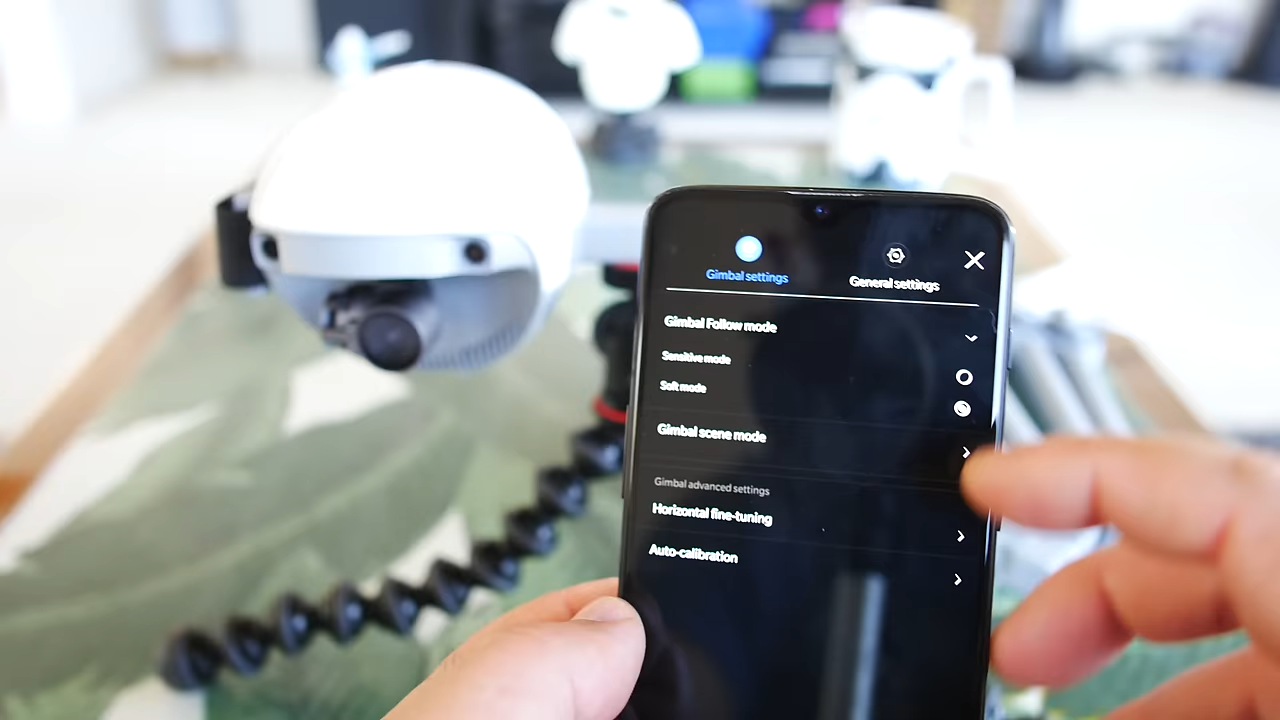 Gimbal settings
General settings
Gimbal Follow mode
Sensitive mode
Soft mode
Gimbal scene mode
Gimbal advanced settings
Horizontal fine-tuning
Auto-calibration